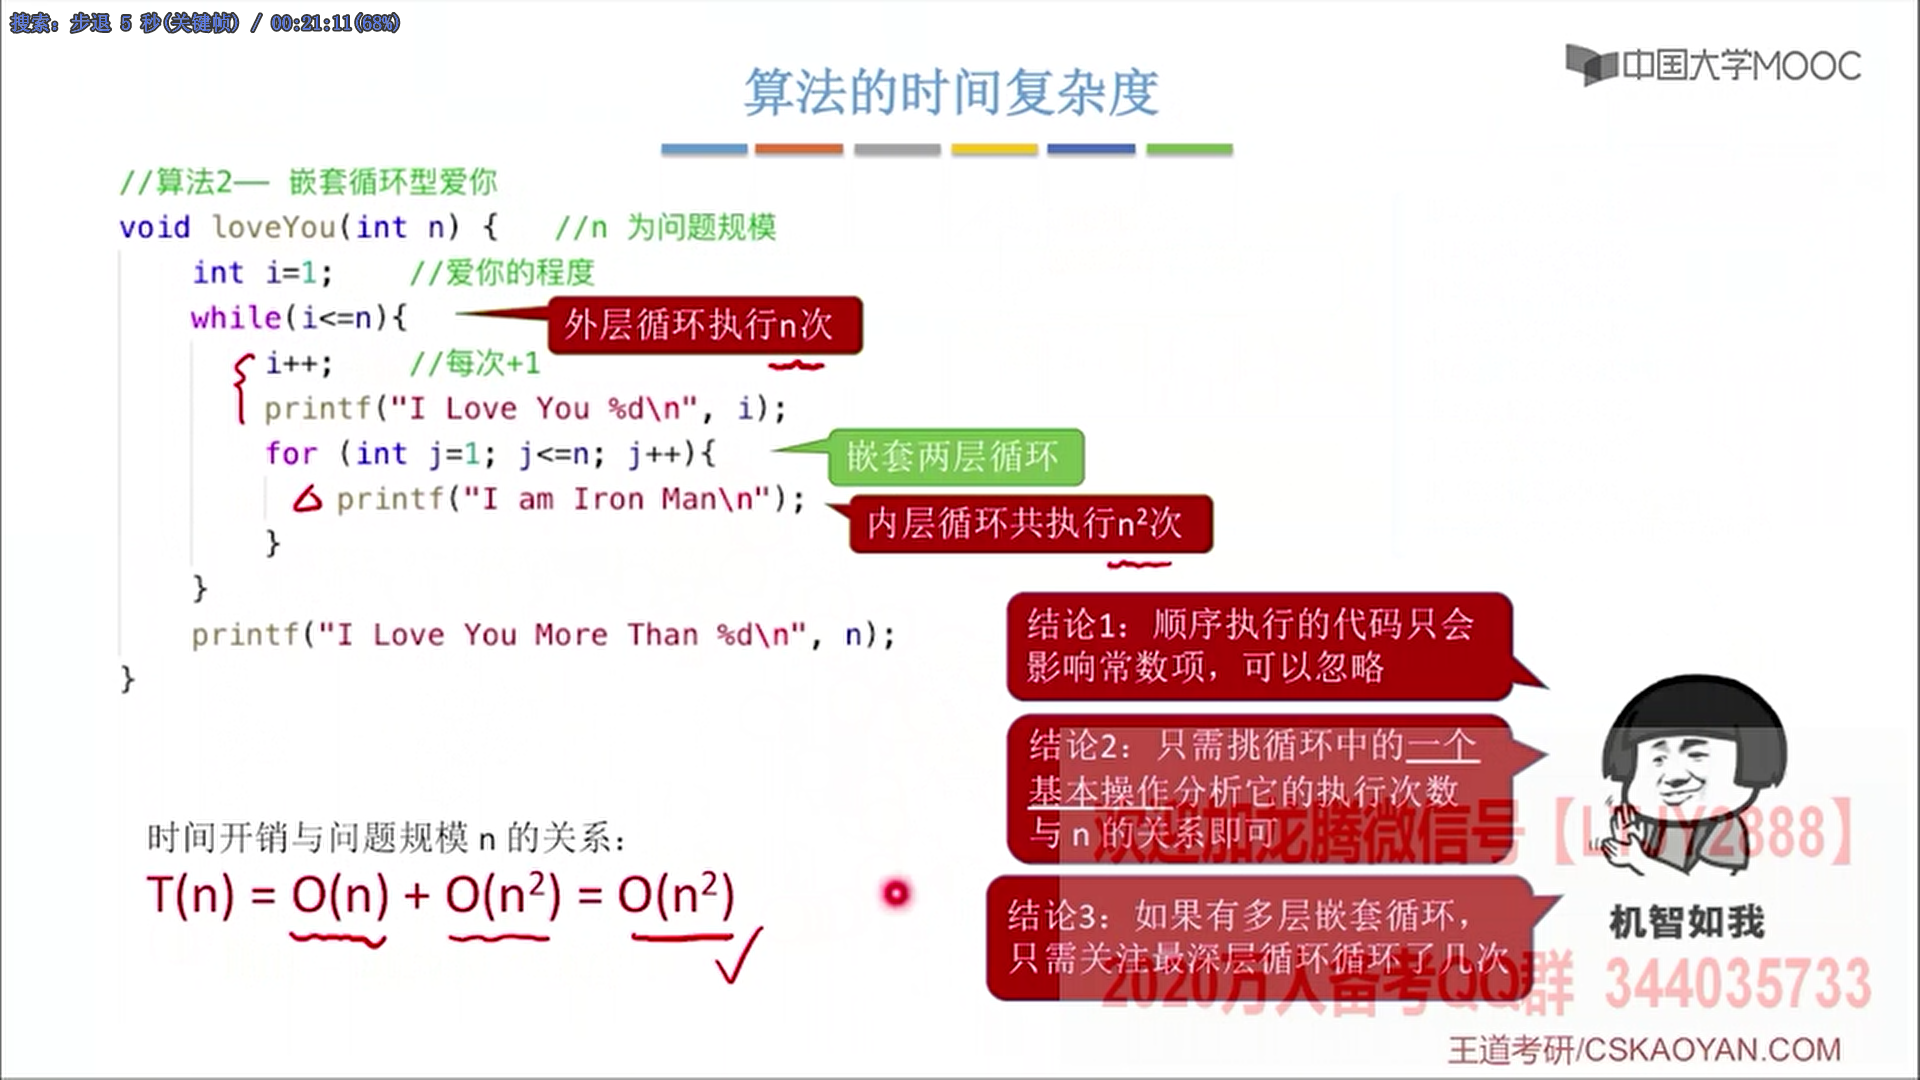 搜索: 步退 5 秒(关键帧) / 00:21:11(68%)
中国大学MOOC
算法的时间复杂度
//算法2—— 嵌套循环型爱你
void loveYou(int n) {   //n 为问题规模
int i=1;    //爱你的程度
while(i<=n){
外层循环执行n次
i++;    //每次+1
printf("I Love You %d\n", i);
for (int j=1; j<=n; j++){
嵌套两层循环
printf("I am Iron Man\n");
内层循环共执行n²次
}
}
printf("I Love You More Than %d\n", n);
}
结论1：顺序执行的代码只会
影响常数项，可以忽略
结论2：只需挑循环中的一个
基本操作分析它的执行次数
与 n 的关系即可
欢迎加龙腾微信号【LTJY2888】
时间开销与问题规模 n 的关系：
T(n) = O(n) + O(n²) = O(n²)
结论3：如果有多层嵌套循环，
只需关注最深层循环循环了几次
机智如我
2020万人备考QQ群 344035733
王道考研/CSKAOYAN.COM